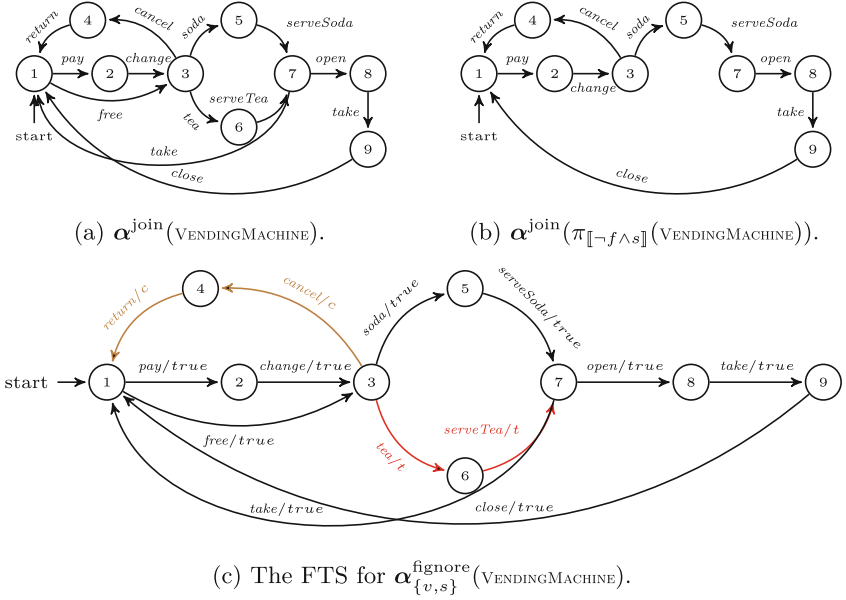 return
4
cancel
soda
5
serveSoda
1
pay
2
change
3
7
open
8
free
serveTea
tea
6
take
start
take
close
9
(a) α^join(VendingMachine).
return
4
cancel
soda
5
serveSoda
1
pay
2
change
3
7
open
8
take
start
9
close
(b) α^join(π_⟦¬f∧s⟧(VendingMachine)).
return/c
4
cancel/c
soda/true
5
serveSoda/true
start
1
pay/true
2
change/true
3
7
open/true
8
take/true
9
free/true
tea/t
serveTea/t
6
take/true
close/true
(c) The FTS for α^fignore_{v,s}(VendingMachine).